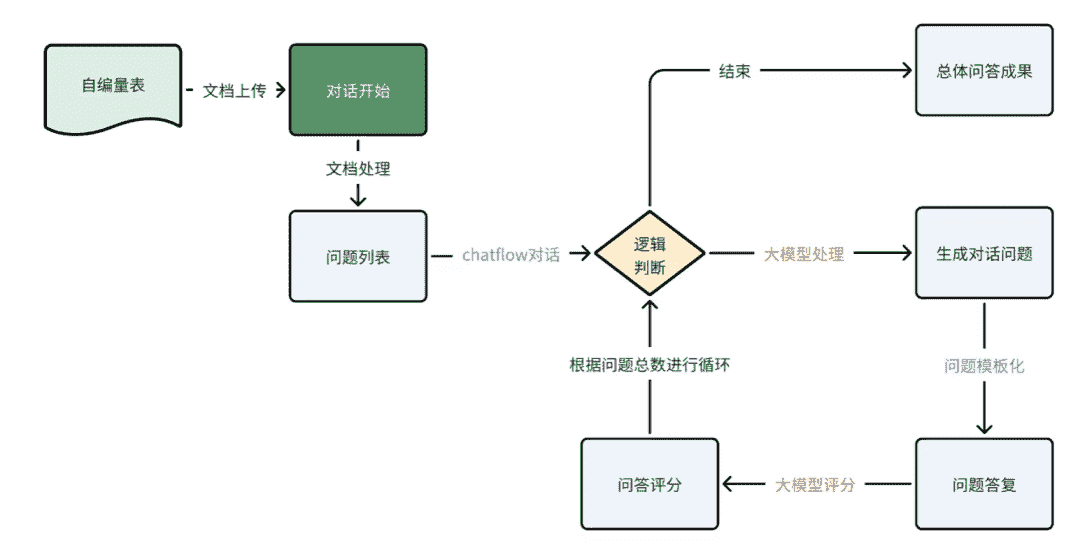 自编量表
文档上传
对话开始
结束
总体问答成果
文档处理
问题列表
chatflow对话
逻辑
判断
大模型处理
生成对话问题
根据问题总数进行循环
问题模板化
问答评分
大模型评分
问题答复